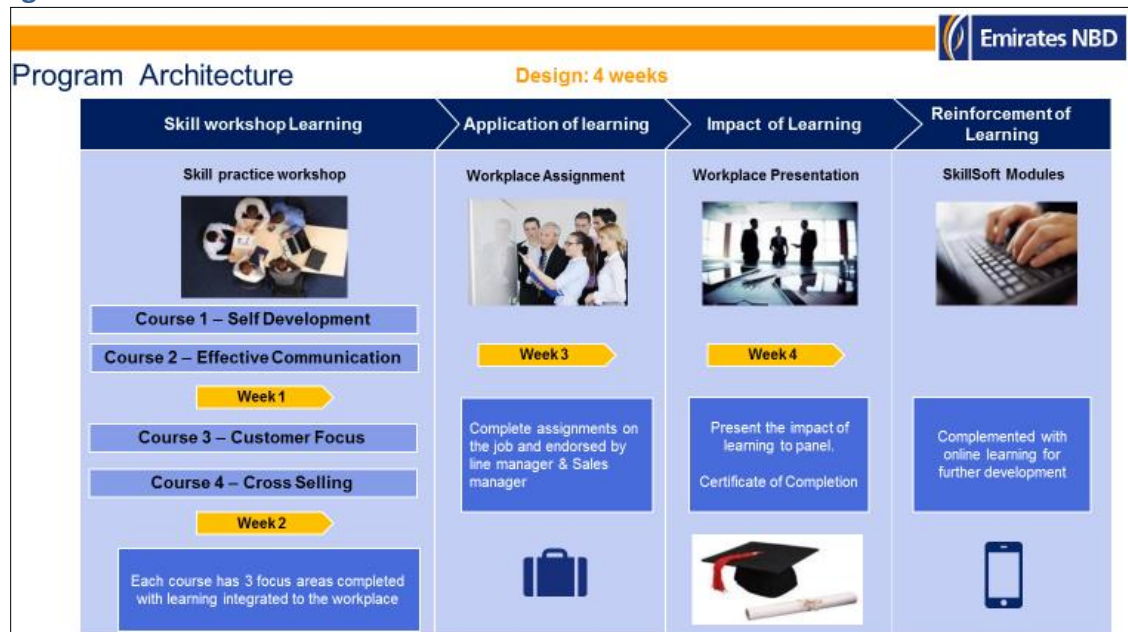 g
Emirates NBD
Program Architecture
Design: 4 weeks
Skill workshop Learning
Application of learning
Impact of Learning
Reinforcement of
Learning
Skill practice workshop
Course 1 – Self Development
Course 2 – Effective Communication
Week 1
Course 3 – Customer Focus
Course 4 – Cross Selling
Week 2
Each course has 3 focus areas completed
with learning integrated to the workplace
Workplace Assignment
Week 3
Complete assignments on
the job and endorsed by
line manager & Sales
manager
Workplace Presentation
Week 4
Present the impact of
learning to panel.
Certificate of Completion
SkillSoft Modules
Complemented with
online learning for
further development